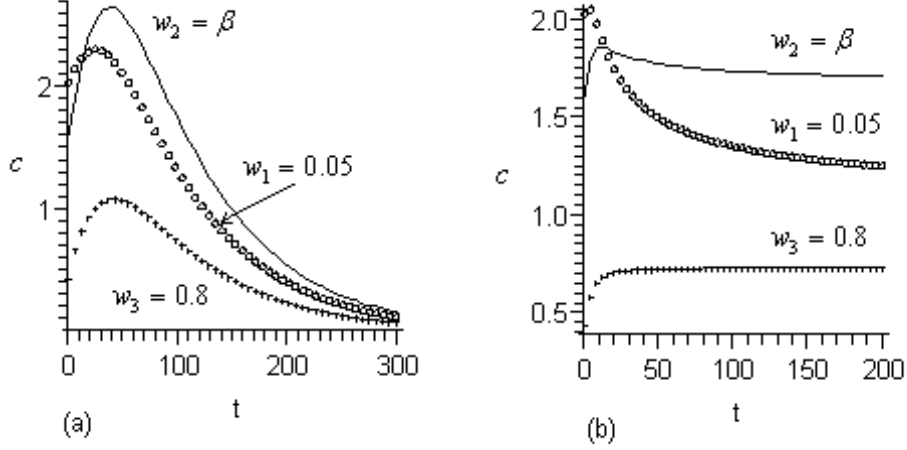 w₂ = β
2
c
w₁ = 0.05
1
w₃ = 0.8
0
100
200
300
t
(a)
2.0
w₂ = β
1.5
w₁ = 0.05
c
1.0
w₃ = 0.8
0.5
0
50
100
150
200
t
(b)